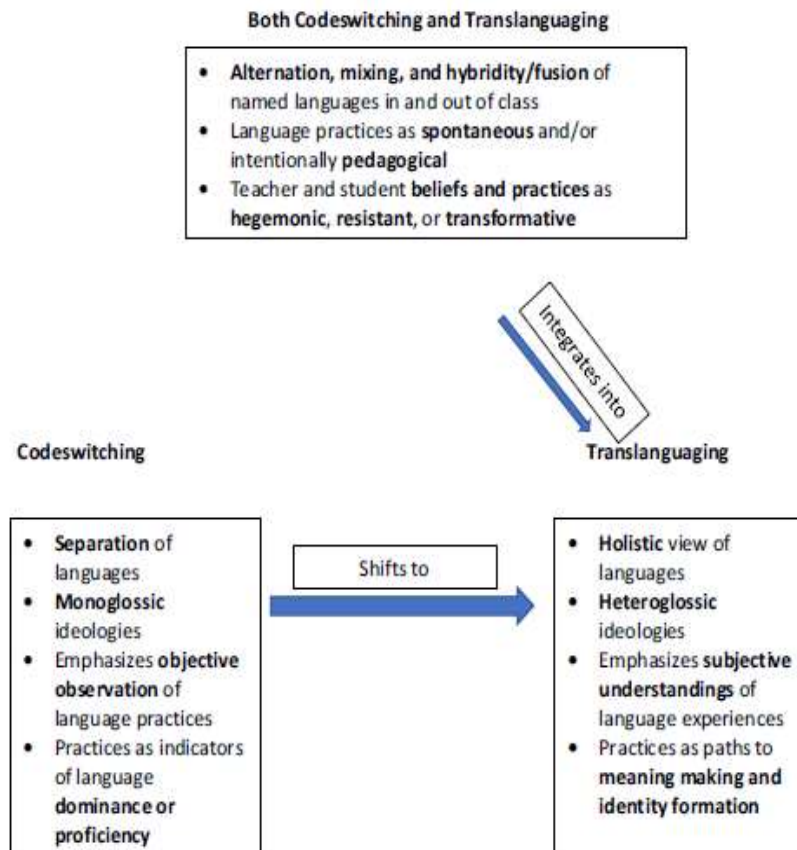 Both Codeswitching and Translanguaging
• Alternation, mixing, and hybridity/fusion of
named languages in and out of class
• Language practices as spontaneous and/or
intentionally pedagogical
• Teacher and student beliefs and practices as
hegemonic, resistant, or transformative
Integrates into
Codeswitching
Translanguaging
• Separation of
languages
• Monoglossic
ideologies
• Emphasizes objective
observation of
language practices
• Practices as indicators
of language
dominance or
proficiency
Shifts to
• Holistic view of
languages
• Heteroglossic
ideologies
• Emphasizes subjective
understandings of
language experiences
• Practices as paths to
meaning making and
identity formation